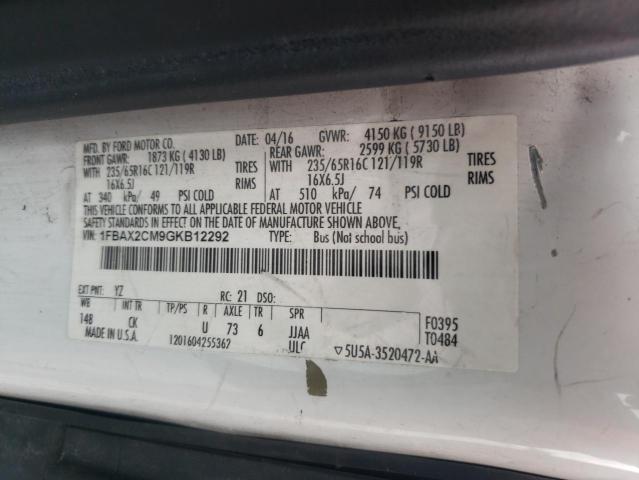 MFD. BY FORD MOTOR CO. DATE: 04/16 GVWR: 4150 KG ( 9150 LB)
FRONT GAWR: 1873 KG ( 4130 LB) REAR GAWR: 2599 KG ( 5730 LB)
WITH 235/65R16C 121/119R TIRES WITH 235/65R16C 121/119R TIRES
16X6.5J RIMS 16X6.5J RIMS
AT 340 kPa/ 49 PSI COLD AT 510 kPa/ 74 PSI COLD
THIS VEHICLE CONFORMS TO ALL APPLICABLE FEDERAL MOTOR VEHICLE
SAFETY STANDARDS IN EFFECT ON THE DATE OF MANUFACTURE SHOWN ABOVE.
VIN: 1FBAX2CM9GKB12292 TYPE: Bus (Not school bus)
EXT PNT: YZ RC: 21 DSO:
WB INT TR TP/PS R AXLE TR SPR
148 CK U 73 6 JJAA F0395
ULC T0484
MADE IN U.S.A. 1201604255362 ▽5U5A-3520472-AA